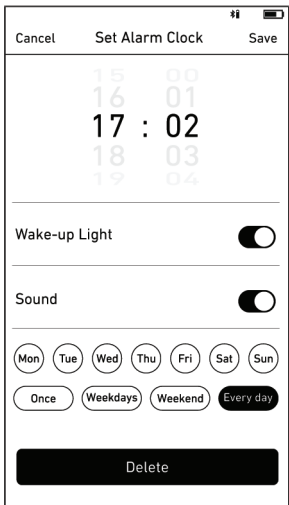 Cancel Set Alarm Clock Save
15 00
16 01
17 : 02
18 03
19 04
Wake-up Light
Sound
Mon Tue Wed Thu Fri Sat Sun
Once Weekdays Weekend Every day
Delete